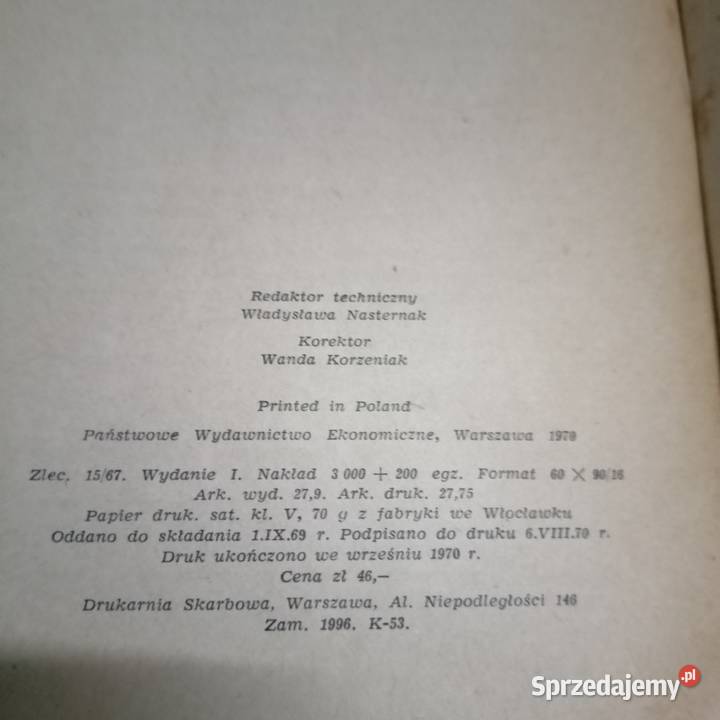 Redaktor techniczny
Władysława Nasternak
Korektor
Wanda Korzeniak
Printed in Poland
Państwowe Wydawnictwo Ekonomiczne, Warszawa 1970
Zlec. 15/67. Wydanie I. Nakład 3 000 + 200 egz. Format 60 × 90/16
Ark. wyd. 27,9. Ark. druk. 27,75
Papier druk. sat. kl. V, 70 g z fabryki we Włocławku
Oddano do składania 1.IX.69 r. Podpisano do druku 6.VIII.70 r.
Druk ukończono we wrześniu 1970 r.
Cena zł 46,—
Drukarnia Skarbowa, Warszawa, Al. Niepodległości 146
Zam. 1996. K-53.
Sprzedajemy.pl